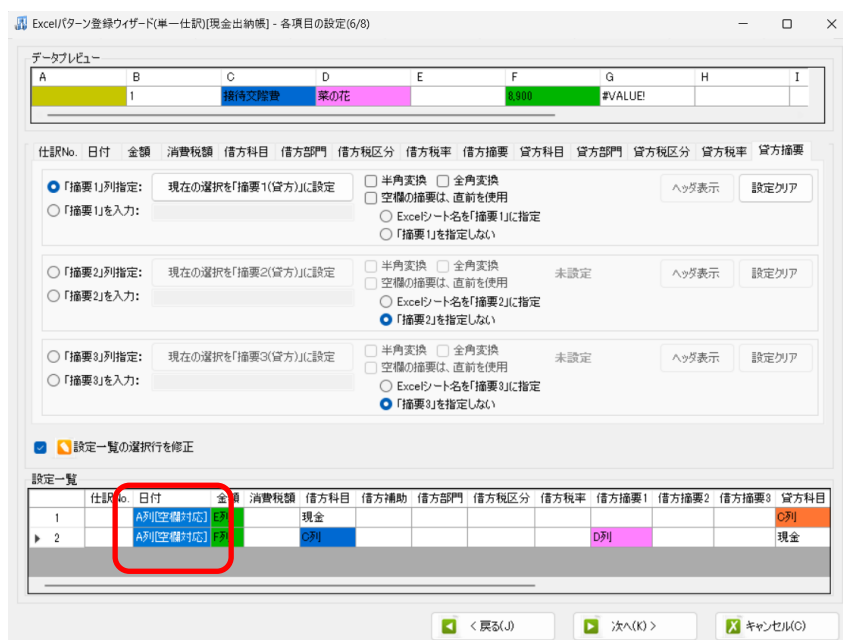 Excelパターン登録ウィザード(単一仕訳)[現金出納帳] - 各項目の設定(6/8)
データプレビュー
A B C D E F G H I
1 接待交際費 菜の花 8,900 #VALUE!
仕訳No. 日付 金額 消費税額 借方科目 借方部門 借方税区分 借方税率 借方摘要 貸方科目 貸方部門 貸方税区分 貸方税率 貸方摘要
「摘要1」列指定: 現在の選択を「摘要1(貸方)」に設定 半角変換 全角変換 ヘッダ表示 設定クリア
空欄の摘要は、直前を使用
「摘要1」を入力: Excelシート名を「摘要1」に指定
「摘要1」を指定しない
「摘要2」列指定: 現在の選択を「摘要2(貸方)」に設定 半角変換 全角変換 未設定 ヘッダ表示 設定クリア
空欄の摘要は、直前を使用
「摘要2」を入力: Excelシート名を「摘要2」に指定
「摘要2」を指定しない
「摘要3」列指定: 現在の選択を「摘要3(貸方)」に設定 半角変換 全角変換 未設定 ヘッダ表示 設定クリア
空欄の摘要は、直前を使用
「摘要3」を入力: Excelシート名を「摘要3」に指定
「摘要3」を指定しない
設定一覧の選択行を修正
設定一覧
仕訳No. 日付 金額 消費税額 借方科目 借方補助 借方部門 借方税区分 借方税率 借方摘要1 借方摘要2 借方摘要3 貸方科目
1 A列[空欄対応] E列 現金 C列
2 A列[空欄対応] F列 C列 D列 現金
< 戻る(J) 次へ(K) > キャンセル(C)